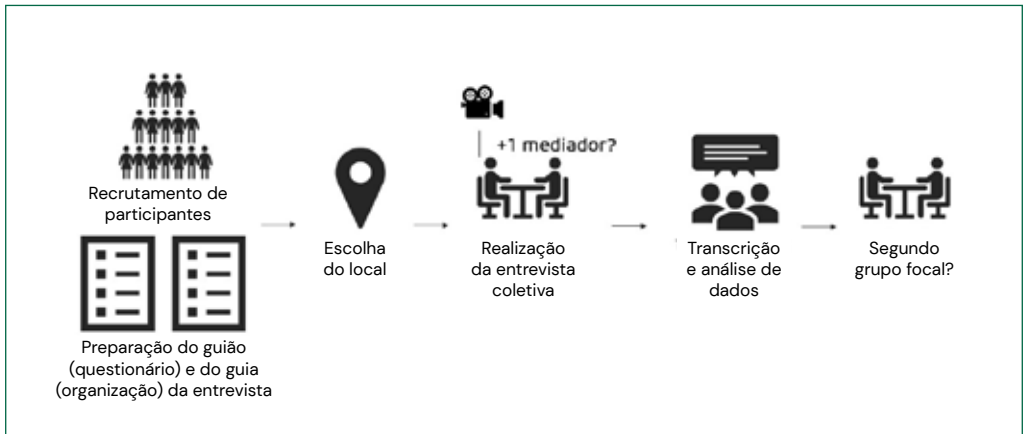 Recrutamento de
participantes
Preparação do guião
(questionário) e do guia
(organização) da entrevista
Escolha
do local
+1 mediador?
Realização
da entrevista
coletiva
Transcrição
e análise de
dados
Segundo
grupo focal?